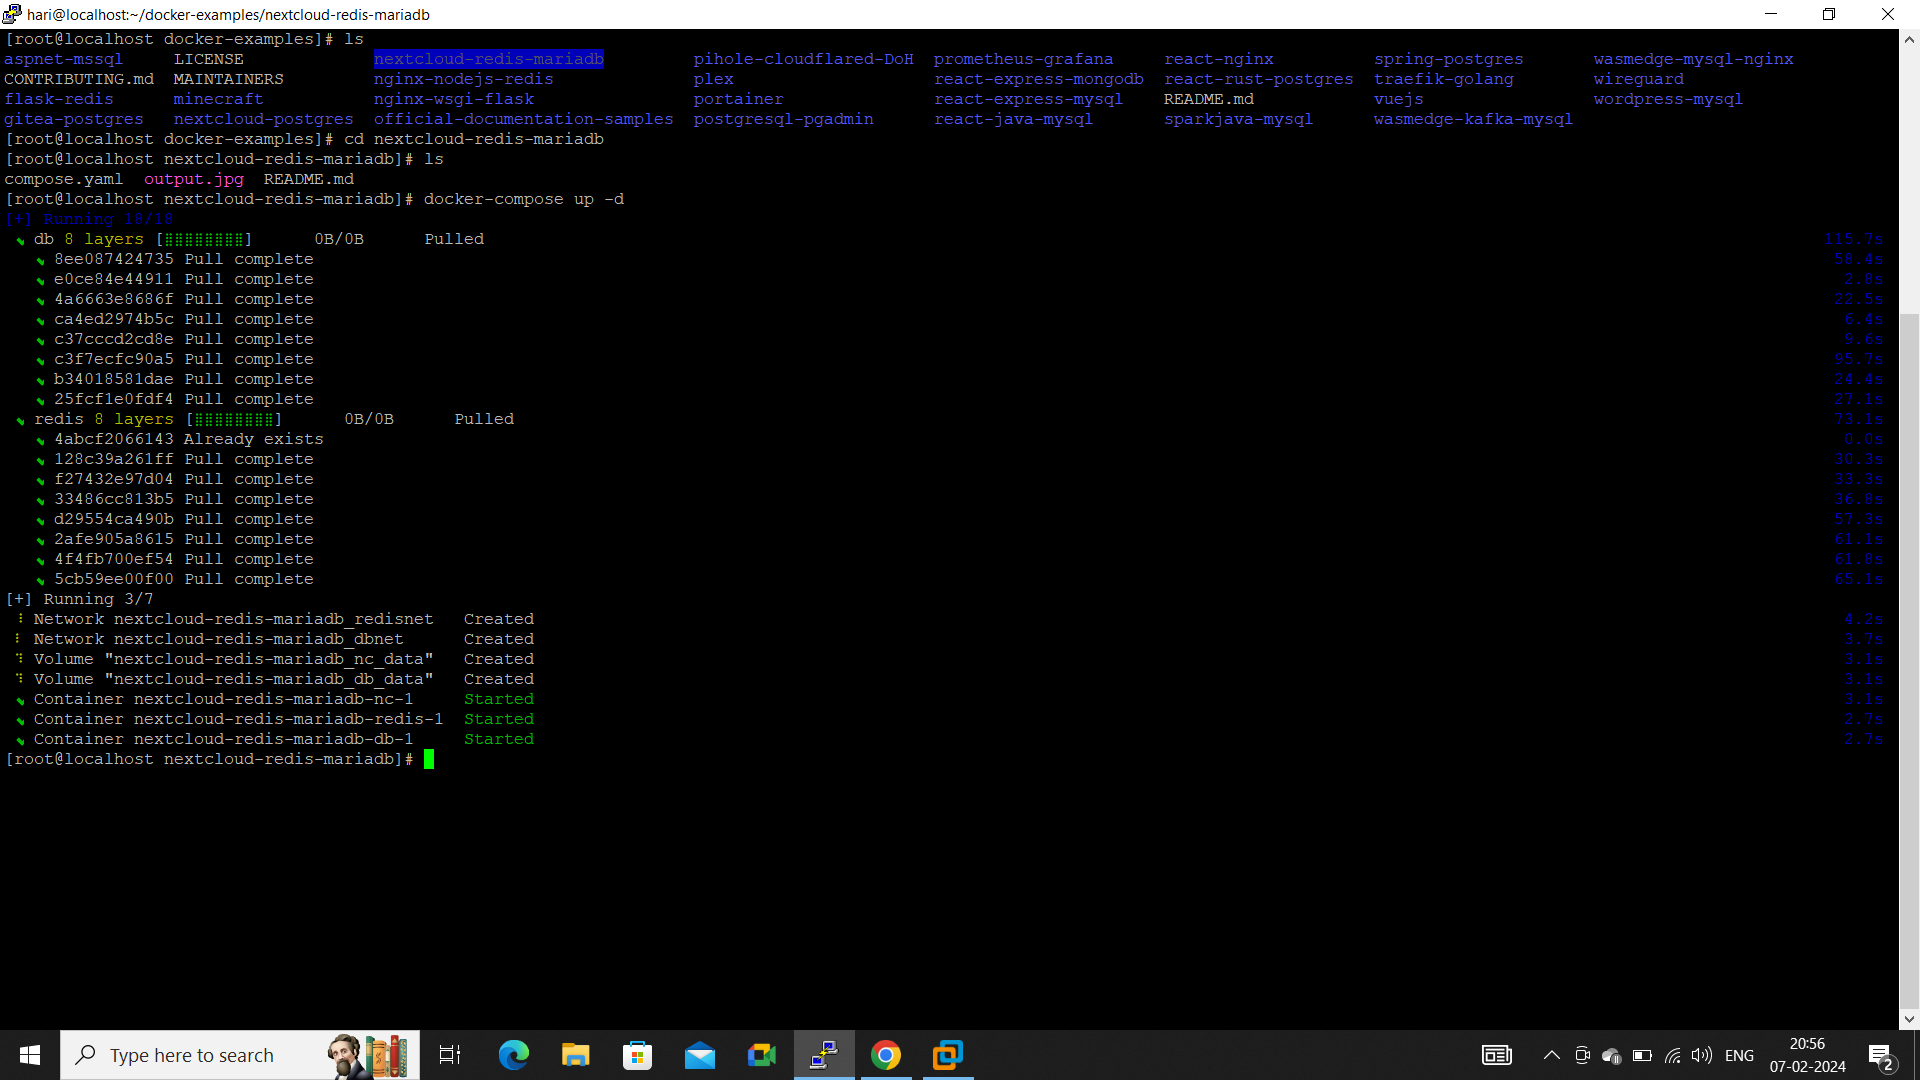 hari@localhost:~/docker-examples/nextcloud-redis-mariadb
[root@localhost docker-examples]# ls
aspnet-mssql LICENSE nextcloud-redis-mariadb pihole-cloudflared-DoH prometheus-grafana react-nginx spring-postgres wasmedge-mysql-nginx
CONTRIBUTING.md MAINTAINERS nginx-nodejs-redis plex react-express-mongodb react-rust-postgres traefik-golang wireguard
flask-redis minecraft nginx-wsgi-flask portainer react-express-mysql README.md vuejs wordpress-mysql
gitea-postgres nextcloud-postgres official-documentation-samples postgresql-pgadmin react-java-mysql sparkjava-mysql wasmedge-kafka-mysql
[root@localhost docker-examples]# cd nextcloud-redis-mariadb
[root@localhost nextcloud-redis-mariadb]# ls
compose.yaml output.jpg README.md
[root@localhost nextcloud-redis-mariadb]# docker-compose up -d
[+] Running 18/18
db 8 layers [⣿⣿⣿⣿⣿⣿⣿⣿] 0B/0B Pulled 115.7s
8ee087424735 Pull complete 58.4s
e0ce84e44911 Pull complete 2.8s
4a6663e8686f Pull complete 22.5s
ca4ed2974b5c Pull complete 6.4s
c37cccd2cd8e Pull complete 9.6s
c3f7ecfc90a5 Pull complete 95.7s
b34018581dae Pull complete 24.4s
25fcf1e0fdf4 Pull complete 27.1s
redis 8 layers [⣿⣿⣿⣿⣿⣿⣿⣿] 0B/0B Pulled 73.1s
4abcf2066143 Already exists 0.0s
128c39a261ff Pull complete 30.3s
f27432e97d04 Pull complete 33.3s
33486cc813b5 Pull complete 36.8s
d29554ca490b Pull complete 57.3s
2afe905a8615 Pull complete 61.1s
4f4fb700ef54 Pull complete 61.8s
5cb59ee00f00 Pull complete 65.1s
[+] Running 3/7
Network nextcloud-redis-mariadb_redisnet Created 4.2s
Network nextcloud-redis-mariadb_dbnet Created 3.7s
Volume "nextcloud-redis-mariadb_nc_data" Created 3.1s
Volume "nextcloud-redis-mariadb_db_data" Created 3.1s
Container nextcloud-redis-mariadb-nc-1 Started 3.1s
Container nextcloud-redis-mariadb-redis-1 Started 2.7s
Container nextcloud-redis-mariadb-db-1 Started 2.7s
[root@localhost nextcloud-redis-mariadb]#
Type here to search
ENG
20:56
07-02-2024
2